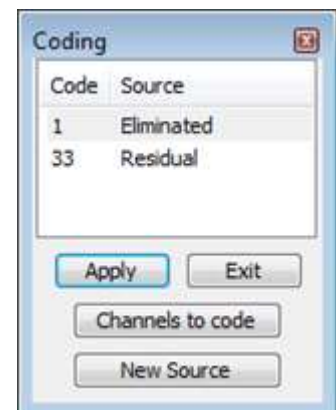 Coding
Code Source
1 Eliminated
33 Residual
Apply Exit
Channels to code
New Source